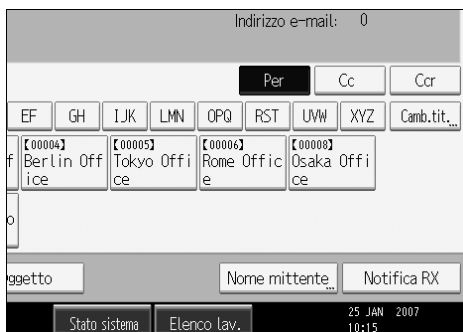 Indirizzo e-mail: 0
Per Cc Ccr
EF GH IJK LMN OPQ RST UVW XYZ Camb.tit.
【00004】 【00005】 【00006】 【00008】
f Berlin Off Tokyo Offi Rome Offic Osaka Offi
ice ce e ce
o
ggetto Nome mittente Notifica RX
Stato sistema Elenco lav. 25 JAN 2007
10:15